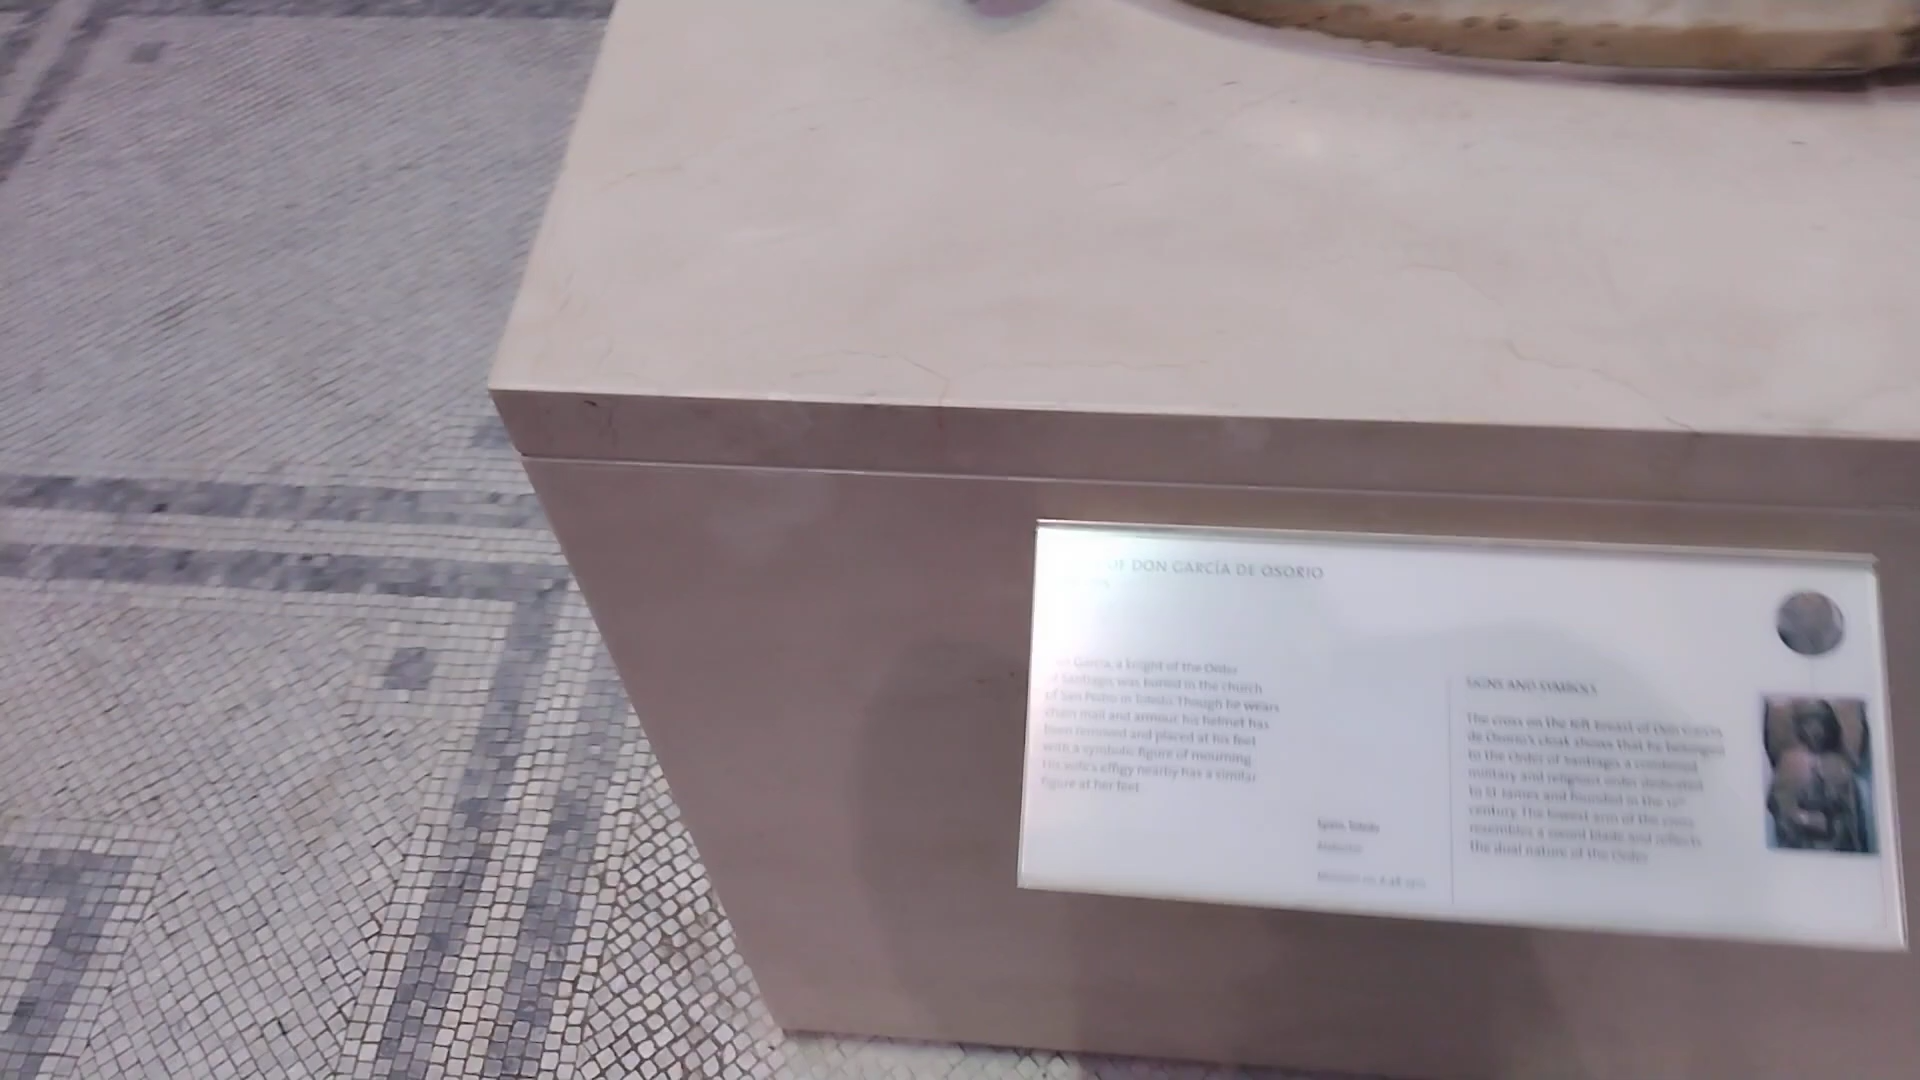 OF DON GARCÍA DE OSORIO
García, a knight of the Order
of Santiago, was buried in the church
of San Pedro in Toledo. Though he wears
chain mail and armour, his helmet has
been removed and placed at his feet
with a symbolic figure of mourning.
His wife's effigy nearby has a similar
figure at her feet.
Spain, Toledo
Alabaster
SIGNS AND SYMBOLS
The cross on the left breast of Don García
de Osorio's cloak shows that he belonged
to the Order of Santiago, a combined
military and religious order dedicated
to St James and founded in the 12th
century. The lowest arm of the cross
resembles a sword blade and reflects
the dual nature of the Order.